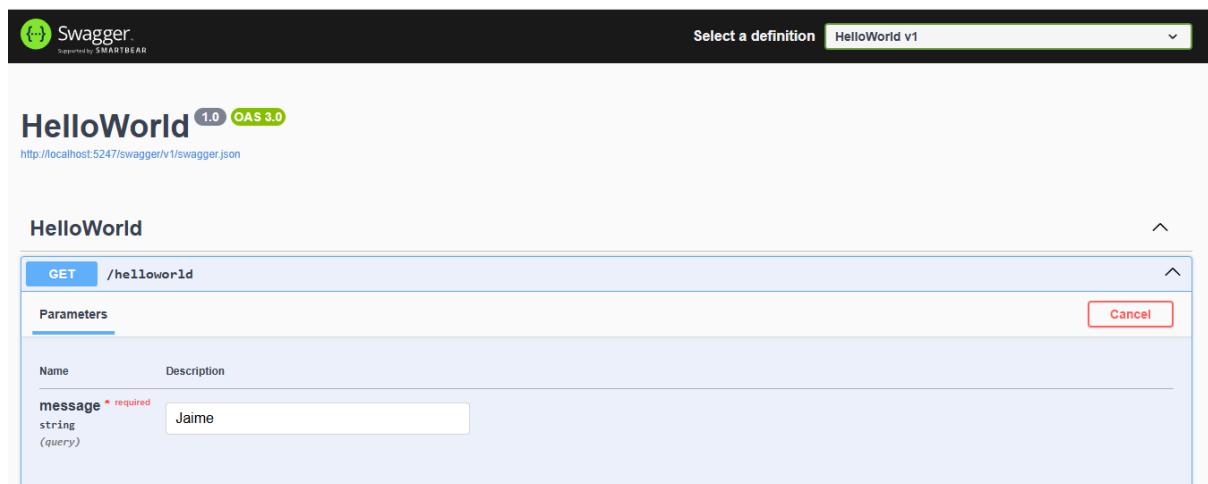 Swagger.
Supported by SMARTBEAR
Select a definition HelloWorld v1
HelloWorld 1.0 OAS 3.0
http://localhost:5247/swagger/v1/swagger.json
HelloWorld
GET /helloworld
Parameters Cancel
Name Description
message * required
string
(query)
Jaime